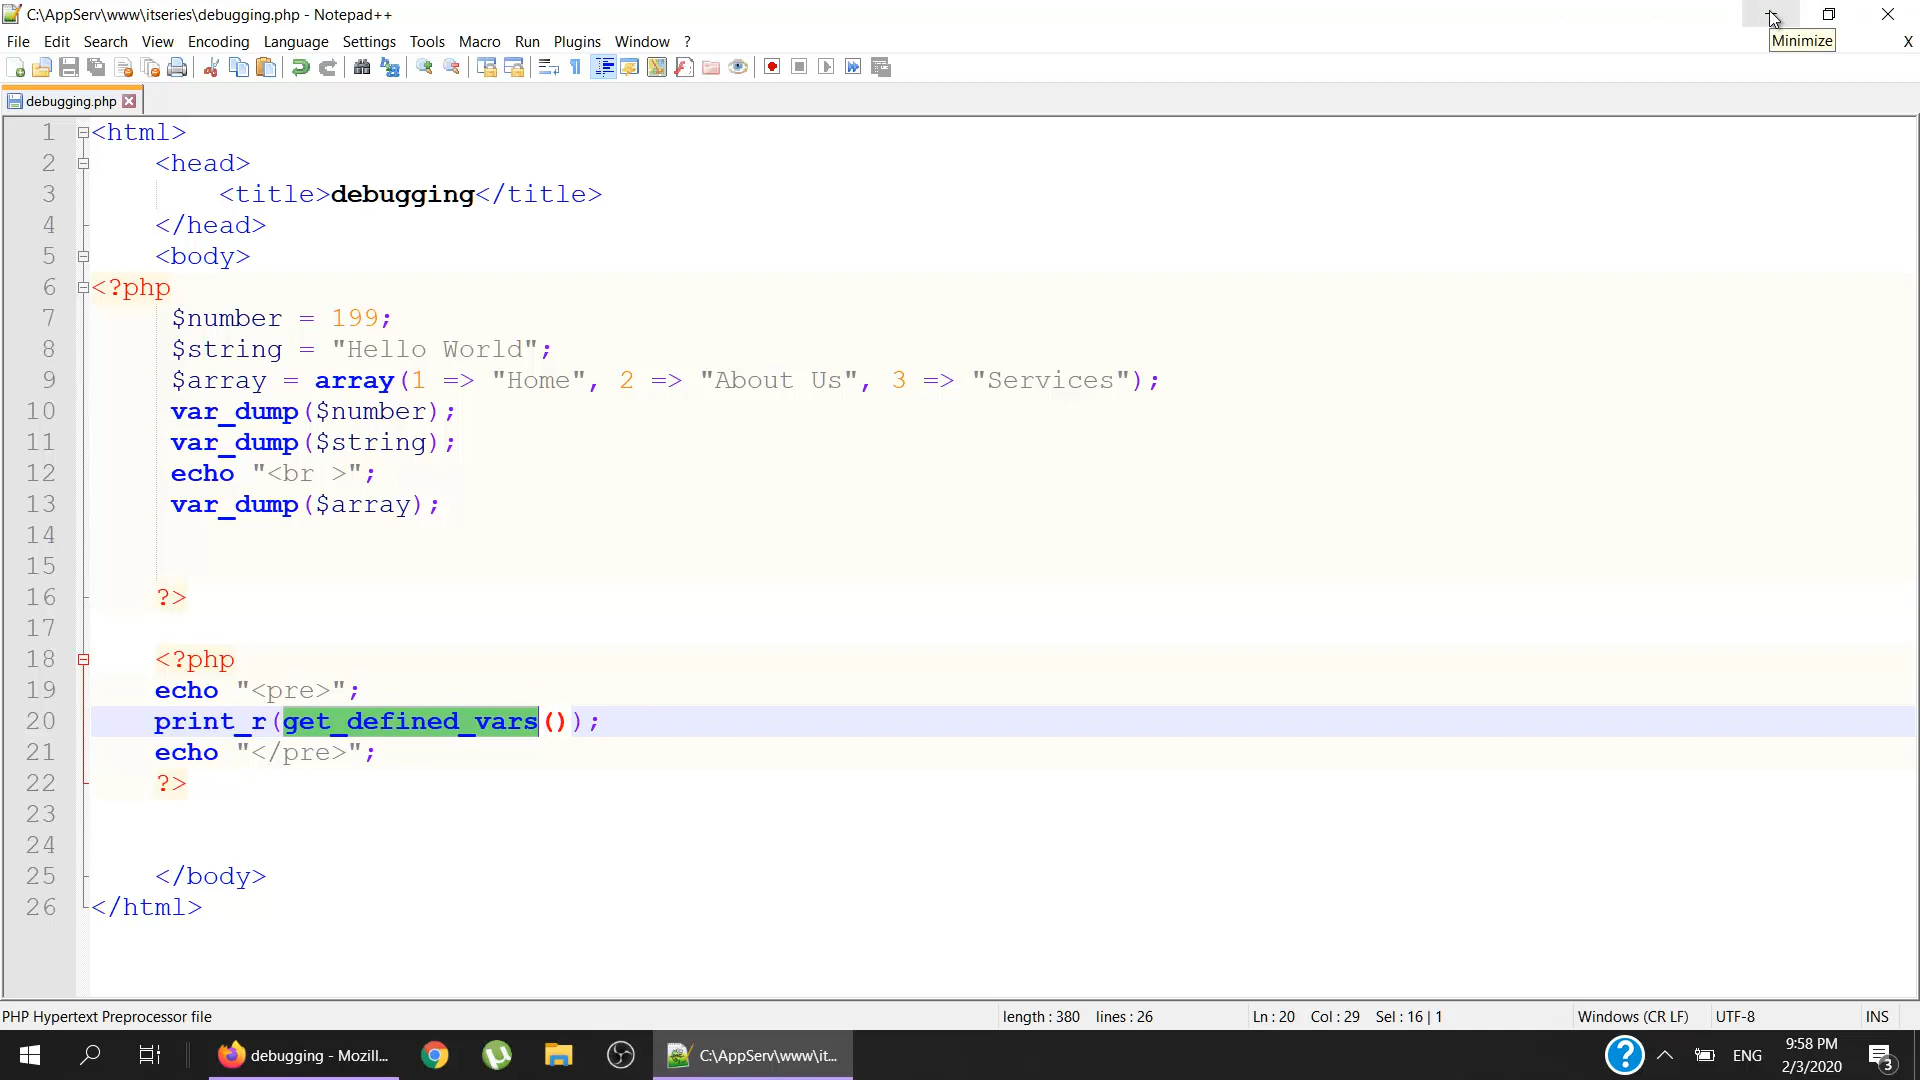 C:\AppServ\www\itseries\debugging.php - Notepad++
Minimize
File Edit Search View Encoding Language Settings Tools Macro Run Plugins Window ? X
debugging.php
1 <html>
2 <head>
3 <title>debugging</title>
4 </head>
5 <body>
6 <?php
7 $number = 199;
8 $string = "Hello World";
9 $array = array(1 => "Home", 2 => "About Us", 3 => "Services");
10 var_dump($number);
11 var_dump($string);
12 echo "<br >";
13 var_dump($array);
14
15
16 ?>
17
18 <?php
19 echo "<pre>";
20 print_r(get_defined_vars());
21 echo "</pre>";
22 ?>
23
24
25 </body>
26 </html>
PHP Hypertext Preprocessor file length : 380 lines : 26 Ln : 20 Col : 29 Sel : 16 | 1 Windows (CR LF) UTF-8 INS
debugging - Mozill... C:\AppServ\www\it... ENG 9:58 PM
2/3/2020 3